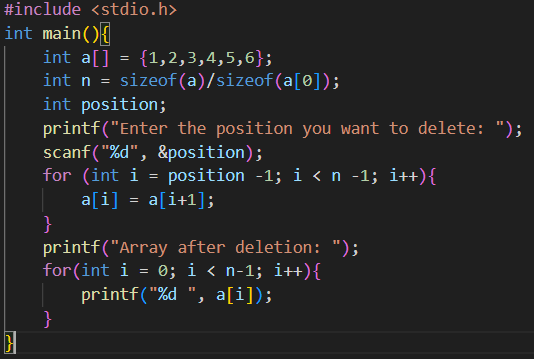 #include <stdio.h>
int main(){
    int a[] = {1,2,3,4,5,6};
    int n = sizeof(a)/sizeof(a[0]);
    int position;
    printf("Enter the position you want to delete: ");
    scanf("%d", &position);
    for (int i = position -1; i < n -1; i++){
        a[i] = a[i+1];
    }
    printf("Array after deletion: ");
    for(int i = 0; i < n-1; i++){
        printf("%d ", a[i]);
    }
}